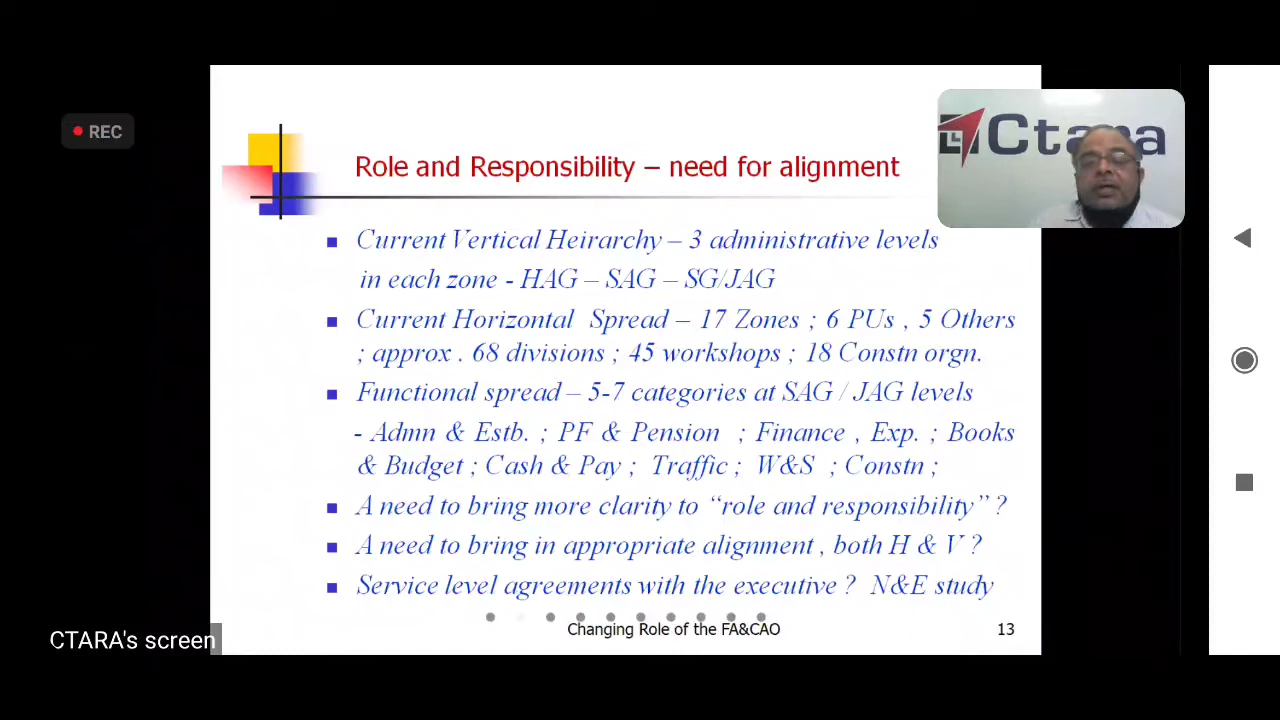 REC
Ctara
Role and Responsibility – need for alignment
Current Vertical Heirarchy – 3 administrative levels
in each zone - HAG – SAG – SG/JAG
Current Horizontal Spread – 17 Zones ; 6 PUs , 5 Others
; approx . 68 divisions ; 45 workshops ; 18 Constn orgn.
Functional spread – 5-7 categories at SAG / JAG levels
- Admn & Estb. ; PF & Pension ; Finance , Exp. ; Books
& Budget ; Cash & Pay ; Traffic ; W&S ; Constn ;
A need to bring more clarity to “role and responsibility” ?
A need to bring in appropriate alignment , both H & V ?
Service level agreements with the executive ? N&E study
Changing Role of the FA&CAO
13
CTARA's screen